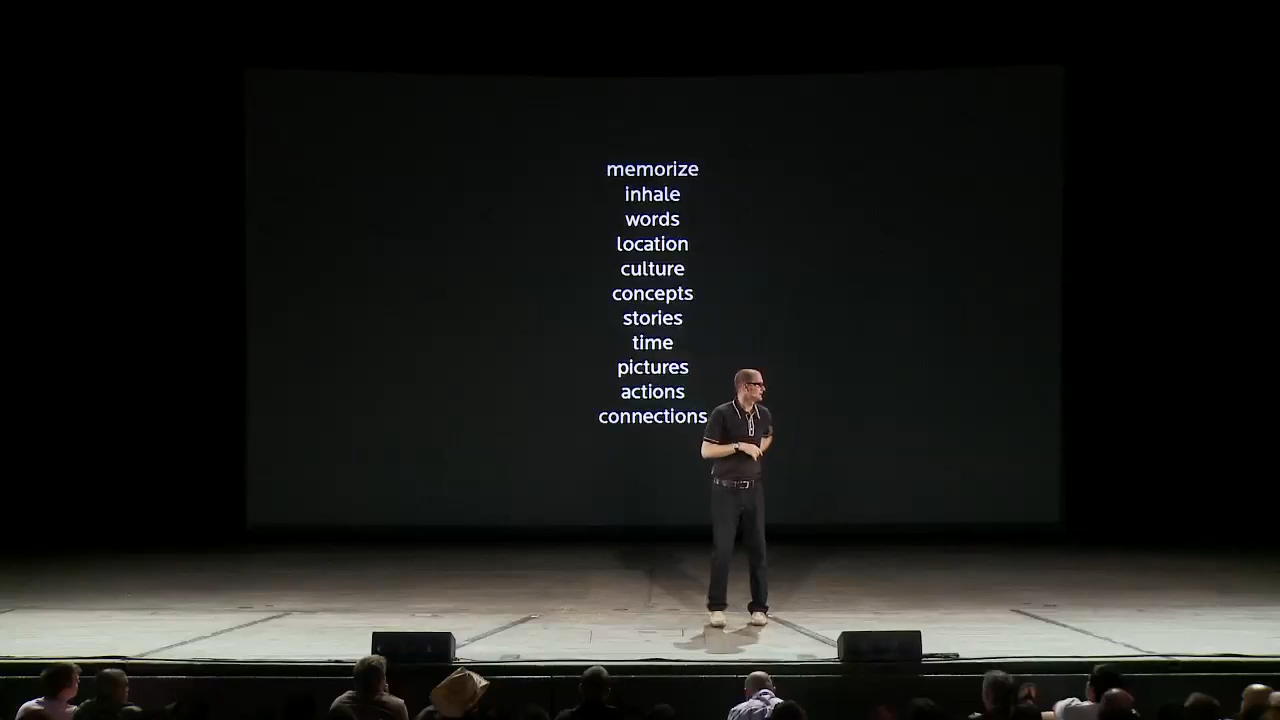 memorize
inhale
words
location
culture
concepts
stories
time
pictures
actions
connections